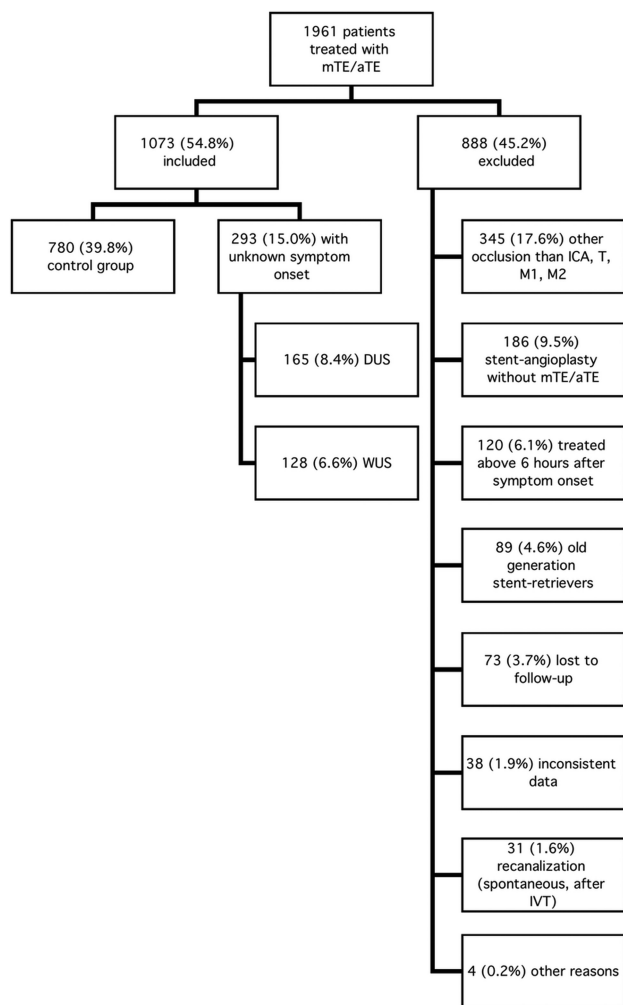 1961 patients
treated with
mTE/aTE
1073 (54.8%)
included
888 (45.2%)
excluded
780 (39.8%)
control group
293 (15.0%) with
unknown symptom
onset
345 (17.6%) other
occlusion than ICA, T,
M1, M2
165 (8.4%) DUS
186 (9.5%)
stent-angioplasty
without mTE/aTE
128 (6.6%) WUS
120 (6.1%) treated
above 6 hours after
symptom onset
89 (4.6%) old
generation
stent-retrievers
73 (3.7%) lost to
follow-up
38 (1.9%) inconsistent
data
31 (1.6%)
recanalization
(spontaneous, after
IVT)
4 (0.2%) other reasons